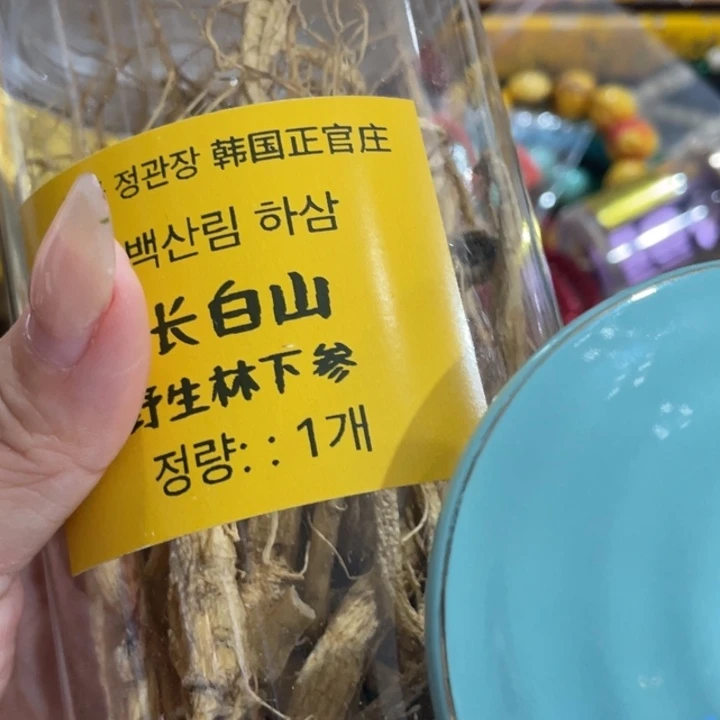 정관장 韩国正官庄
백산림 하삼
长白山
野生林下参
정량: : 1개